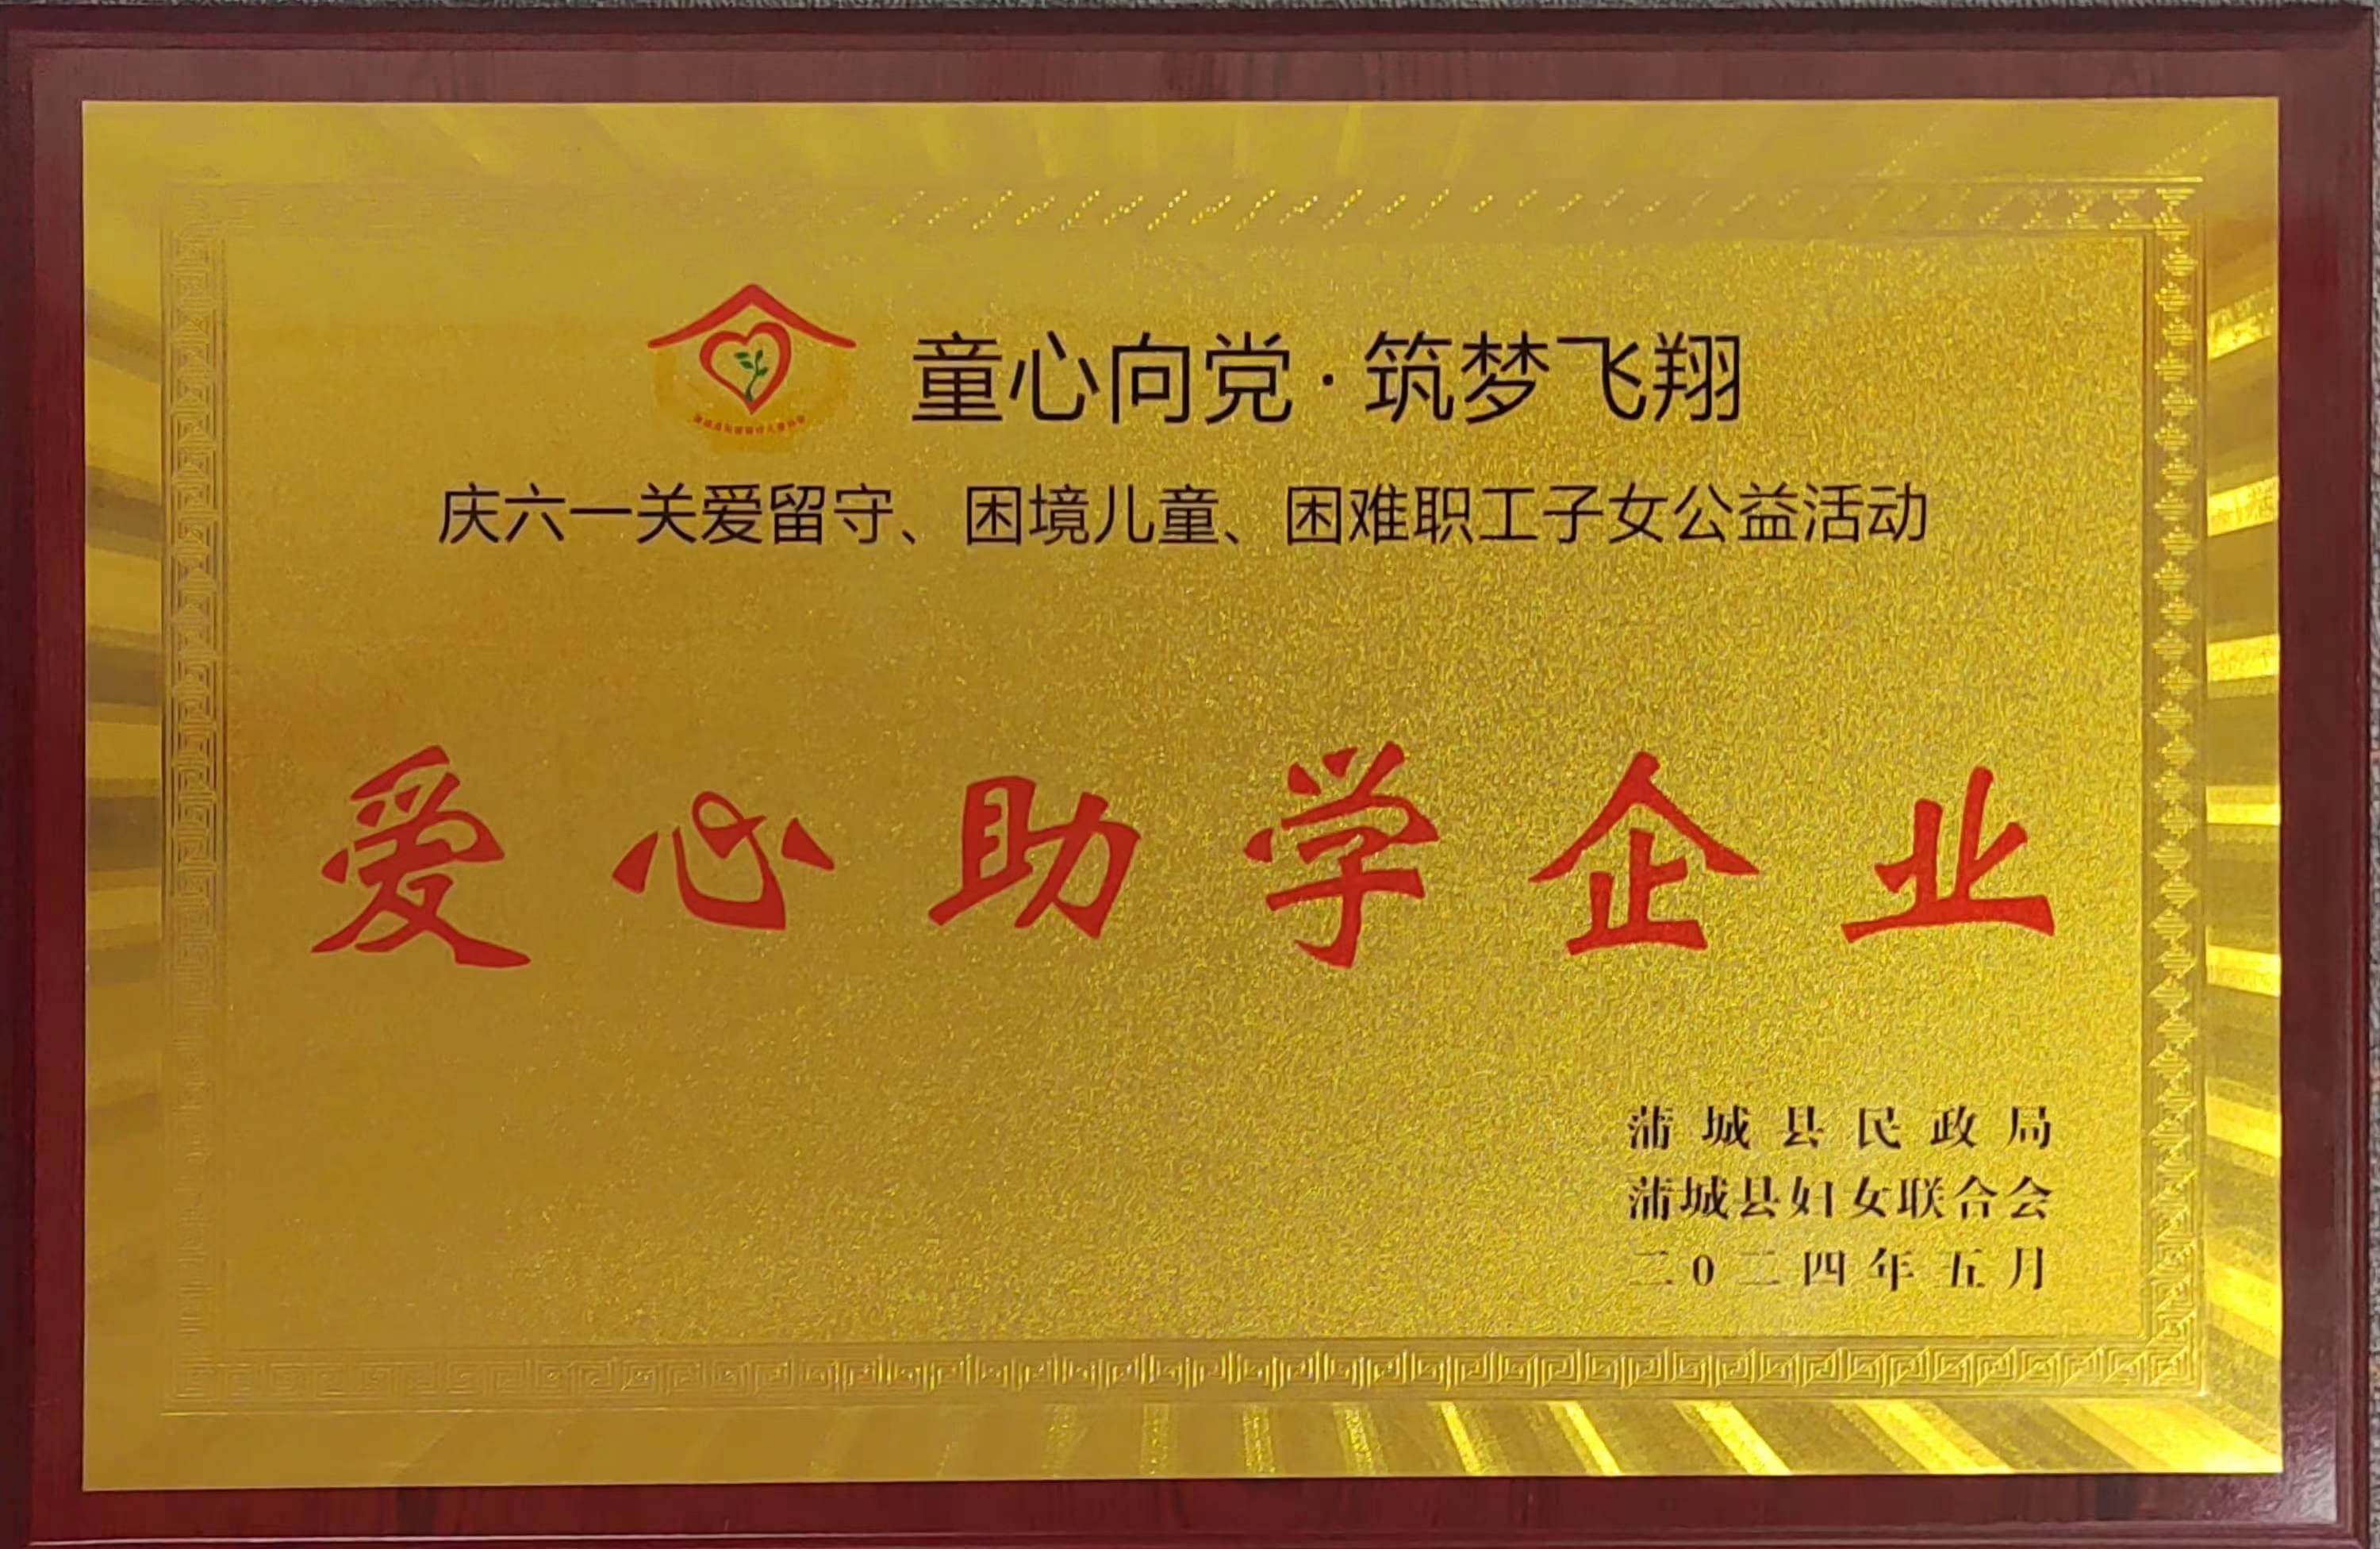 童心向党·筑梦飞翔
庆六一关爱留守、困境儿童、困难职工子女公益活动
爱心助学企业
蒲城县民政局
蒲城县妇女联合会
二0二四年五月